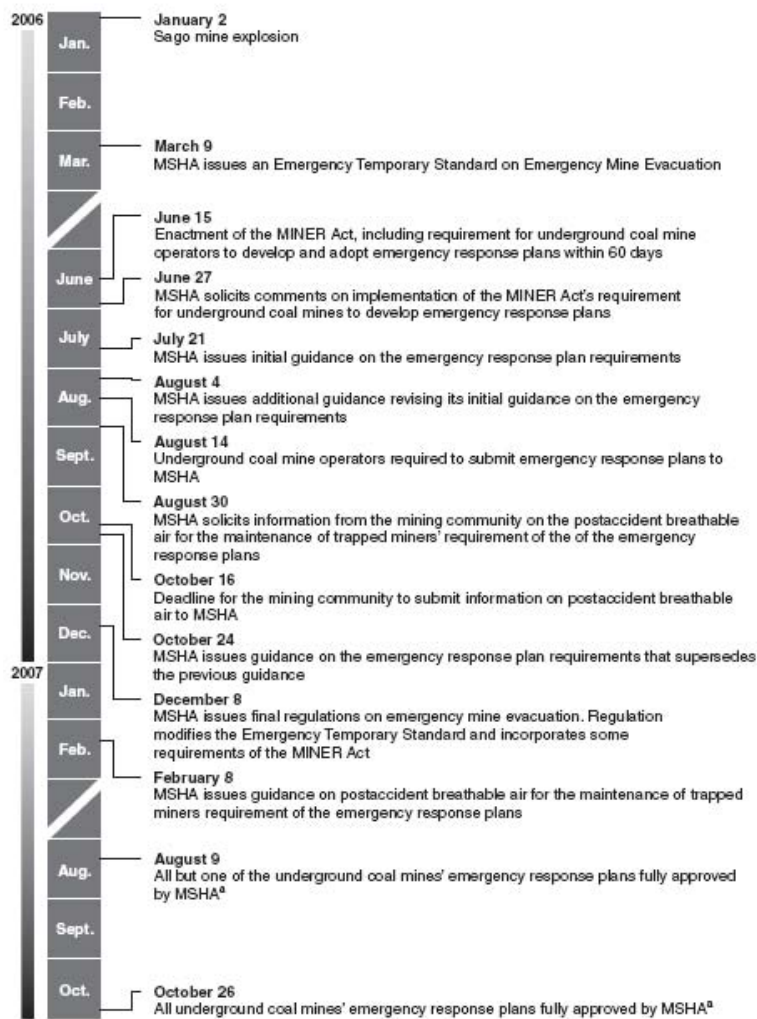 2006
Jan.
Feb.
Mar.
June
July
Aug.
Sept.
Oct.
Nov.
Dec.
2007
Jan.
Feb.
Aug.
Sept.
Oct.
January 2
Sago mine explosion
March 9
MSHA issues an Emergency Temporary Standard on Emergency Mine Evacuation
June 15
Enactment of the MINER Act, including requirement for underground coal mine
operators to develop and adopt emergency response plans within 60 days
June 27
MSHA solicits comments on implementation of the MINER Act's requirement
for underground coal mines to develop emergency response plans
July 21
MSHA issues initial guidance on the emergency response plan requirements
August 4
MSHA issues additional guidance revising its initial guidance on the emergency
response plan requirements
August 14
Underground coal mine operators required to submit emergency response plans to
MSHA
August 30
MSHA solicits information from the mining community on the postaccident breathable
air for the maintenance of trapped miners' requirement of the of the emergency
response plans
October 16
Deadline for the mining community to submit information on postaccident breathable
air to MSHA
October 24
MSHA issues guidance on the emergency response plan requirements that supersedes
the previous guidance
December 8
MSHA issues final regulations on emergency mine evacuation. Regulation
modifies the Emergency Temporary Standard and incorporates some
requirements of the MINER Act
February 8
MSHA issues guidance on postaccident breathable air for the maintenance of trapped
miners requirement of the emergency response plans
August 9
All but one of the underground coal mines' emergency response plans fully approved
by MSHAa
October 26
All underground coal mines' emergency response plans fully approved by MSHAa